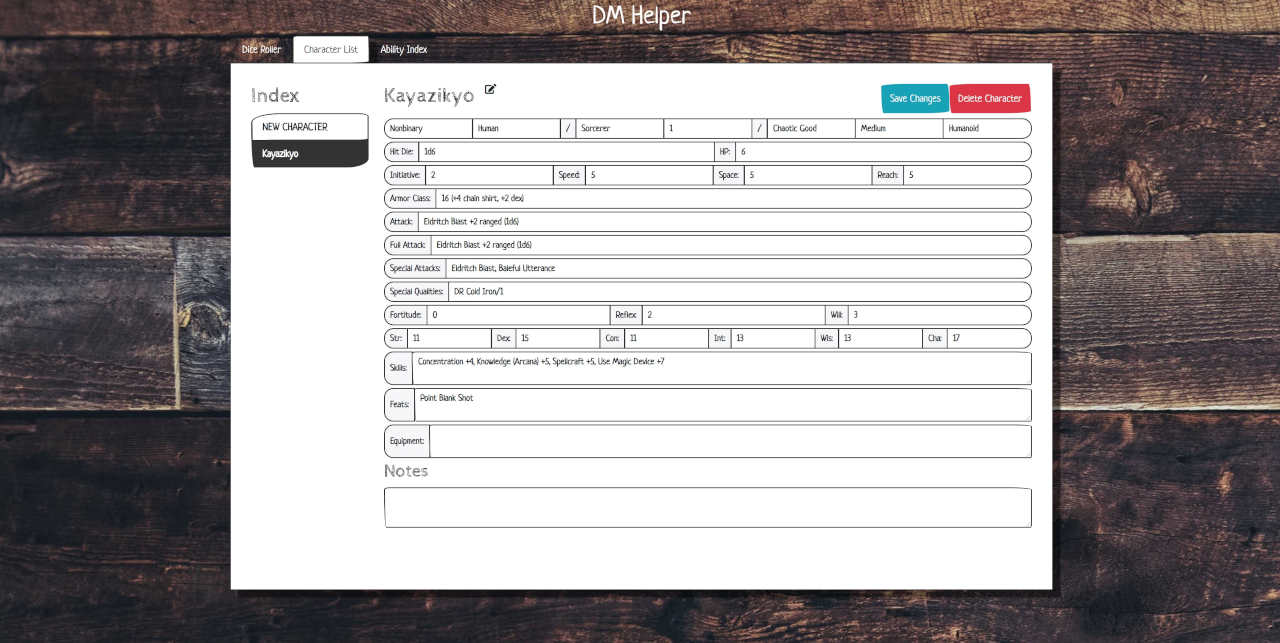 DM Helper
Dice Roller Character List Ability Index
Index
NEW CHARACTER
Kayazikyo
Kayazikyo
Save Changes Delete Character
Nonbinary Human / Sorcerer 1 / Chaotic Good Medium Humanoid
Hit Die: 1d6 HP: 6
Initiative: 2 Speed: 5 Space: 5 Reach: 5
Armor Class: 16 (+4 chain shirt, +2 dex)
Attack: Eldritch Blast +2 ranged (1d6)
Full Attack: Eldritch Blast +2 ranged (1d6)
Special Attacks: Eldritch Blast, Baleful Utterance
Special Qualities: DR Cold Iron/1
Fortitude: 0 Reflex: 2 Will: 3
Str: 11 Dex: 15 Con: 11 Int: 13 Wis: 13 Cha: 17
Skills: Concentration +4, Knowledge (Arcana) +5, Spellcraft +5, Use Magic Device +7
Feats: Point Blank Shot
Equipment:
Notes